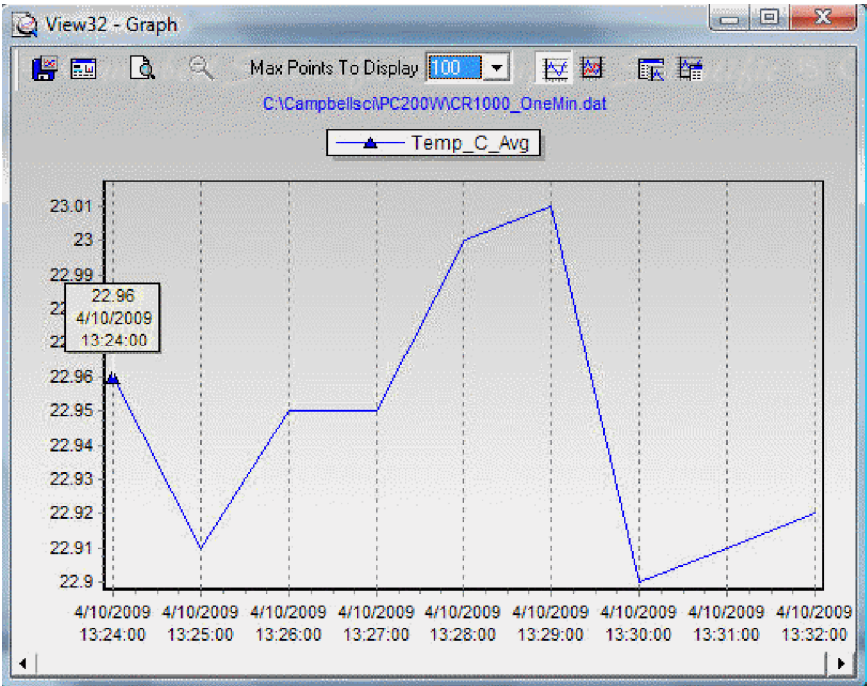 View32 - Graph
Max Points To Display 100
C:\Campbellsci\PC200W\CR1000_OneMin.dat
Temp_C_Avg
23.01
23
22.99
22.96
4/10/2009
13:24:00
22
22
22.96
22.95
22.94
22.93
22.92
22.91
22.9
4/10/2009 4/10/2009 4/10/2009 4/10/2009 4/10/2009 4/10/2009 4/10/2009 4/10/2009 4/10/2009
13:24:00 13:25:00 13:26:00 13:27:00 13:28:00 13:29:00 13:30:00 13:31:00 13:32:00